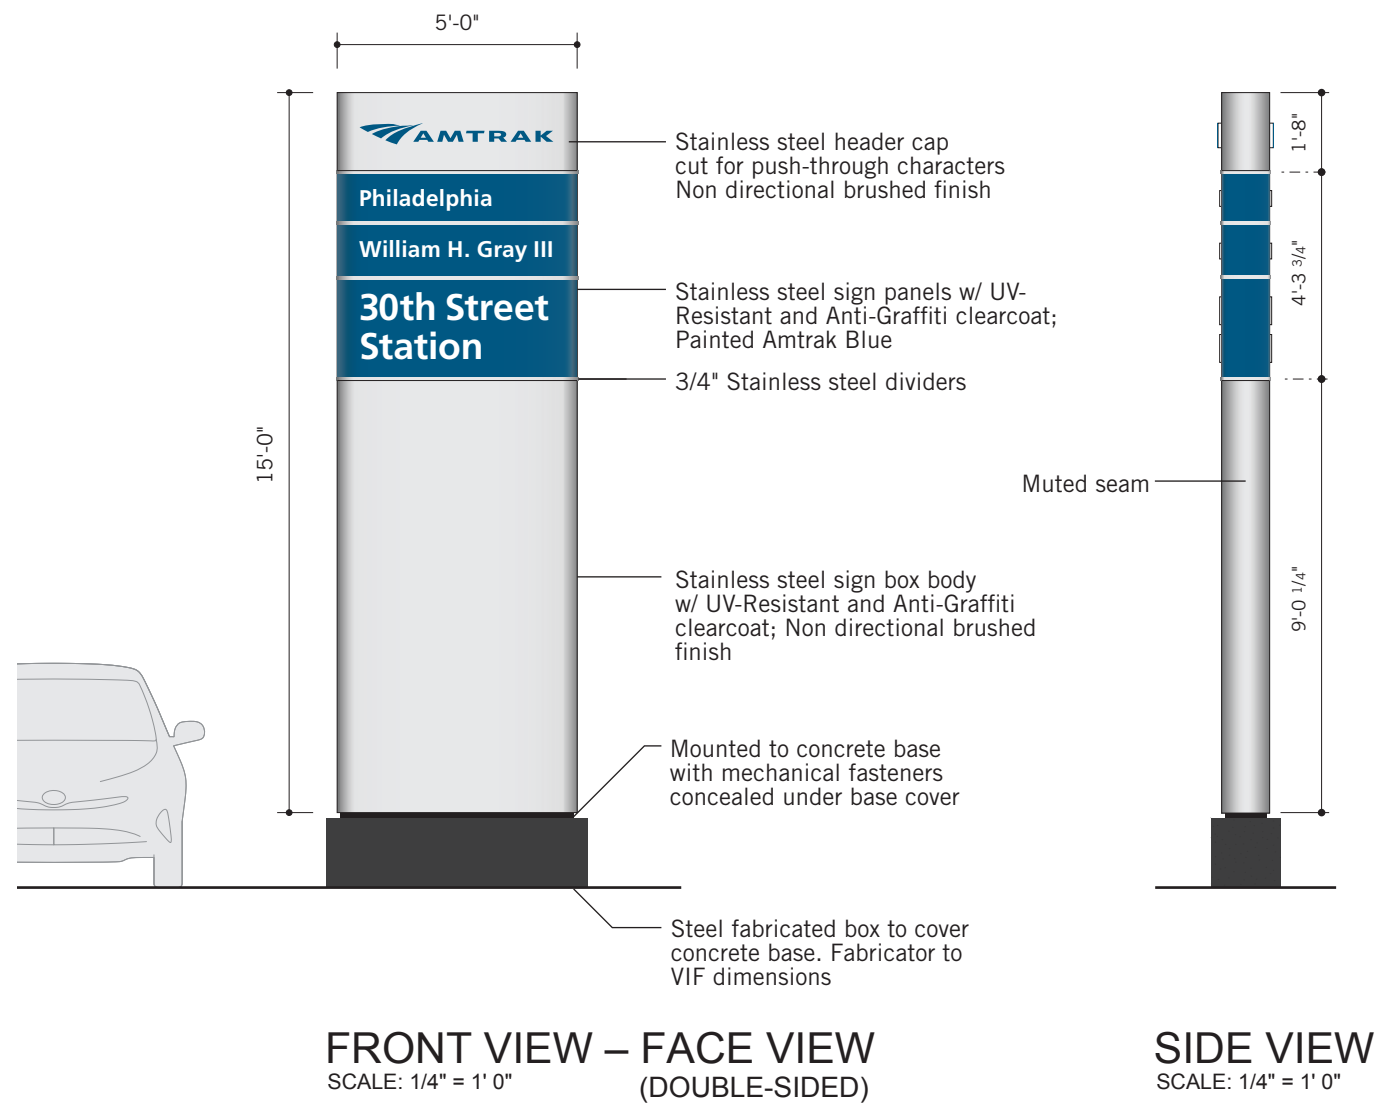 5'-0"
AMTRAK
Philadelphia
William H. Gray III
30th Street
Station
15'-0"
Stainless steel header cap
cut for push-through characters
Non directional brushed finish
Stainless steel sign panels w/ UV-
Resistant and Anti-Graffiti clearcoat;
Painted Amtrak Blue
3/4" Stainless steel dividers
Stainless steel sign box body
w/ UV-Resistant and Anti-Graffiti
clearcoat; Non directional brushed
finish
Mounted to concrete base
with mechanical fasteners
concealed under base cover
Steel fabricated box to cover
concrete base. Fabricator to
VIF dimensions
FRONT VIEW – FACE VIEW
SCALE: 1/4" = 1' 0"
(DOUBLE-SIDED)
1'-8"
4'-3 3/4"
Muted seam
9'-0 1/4"
SIDE VIEW
SCALE: 1/4" = 1' 0"